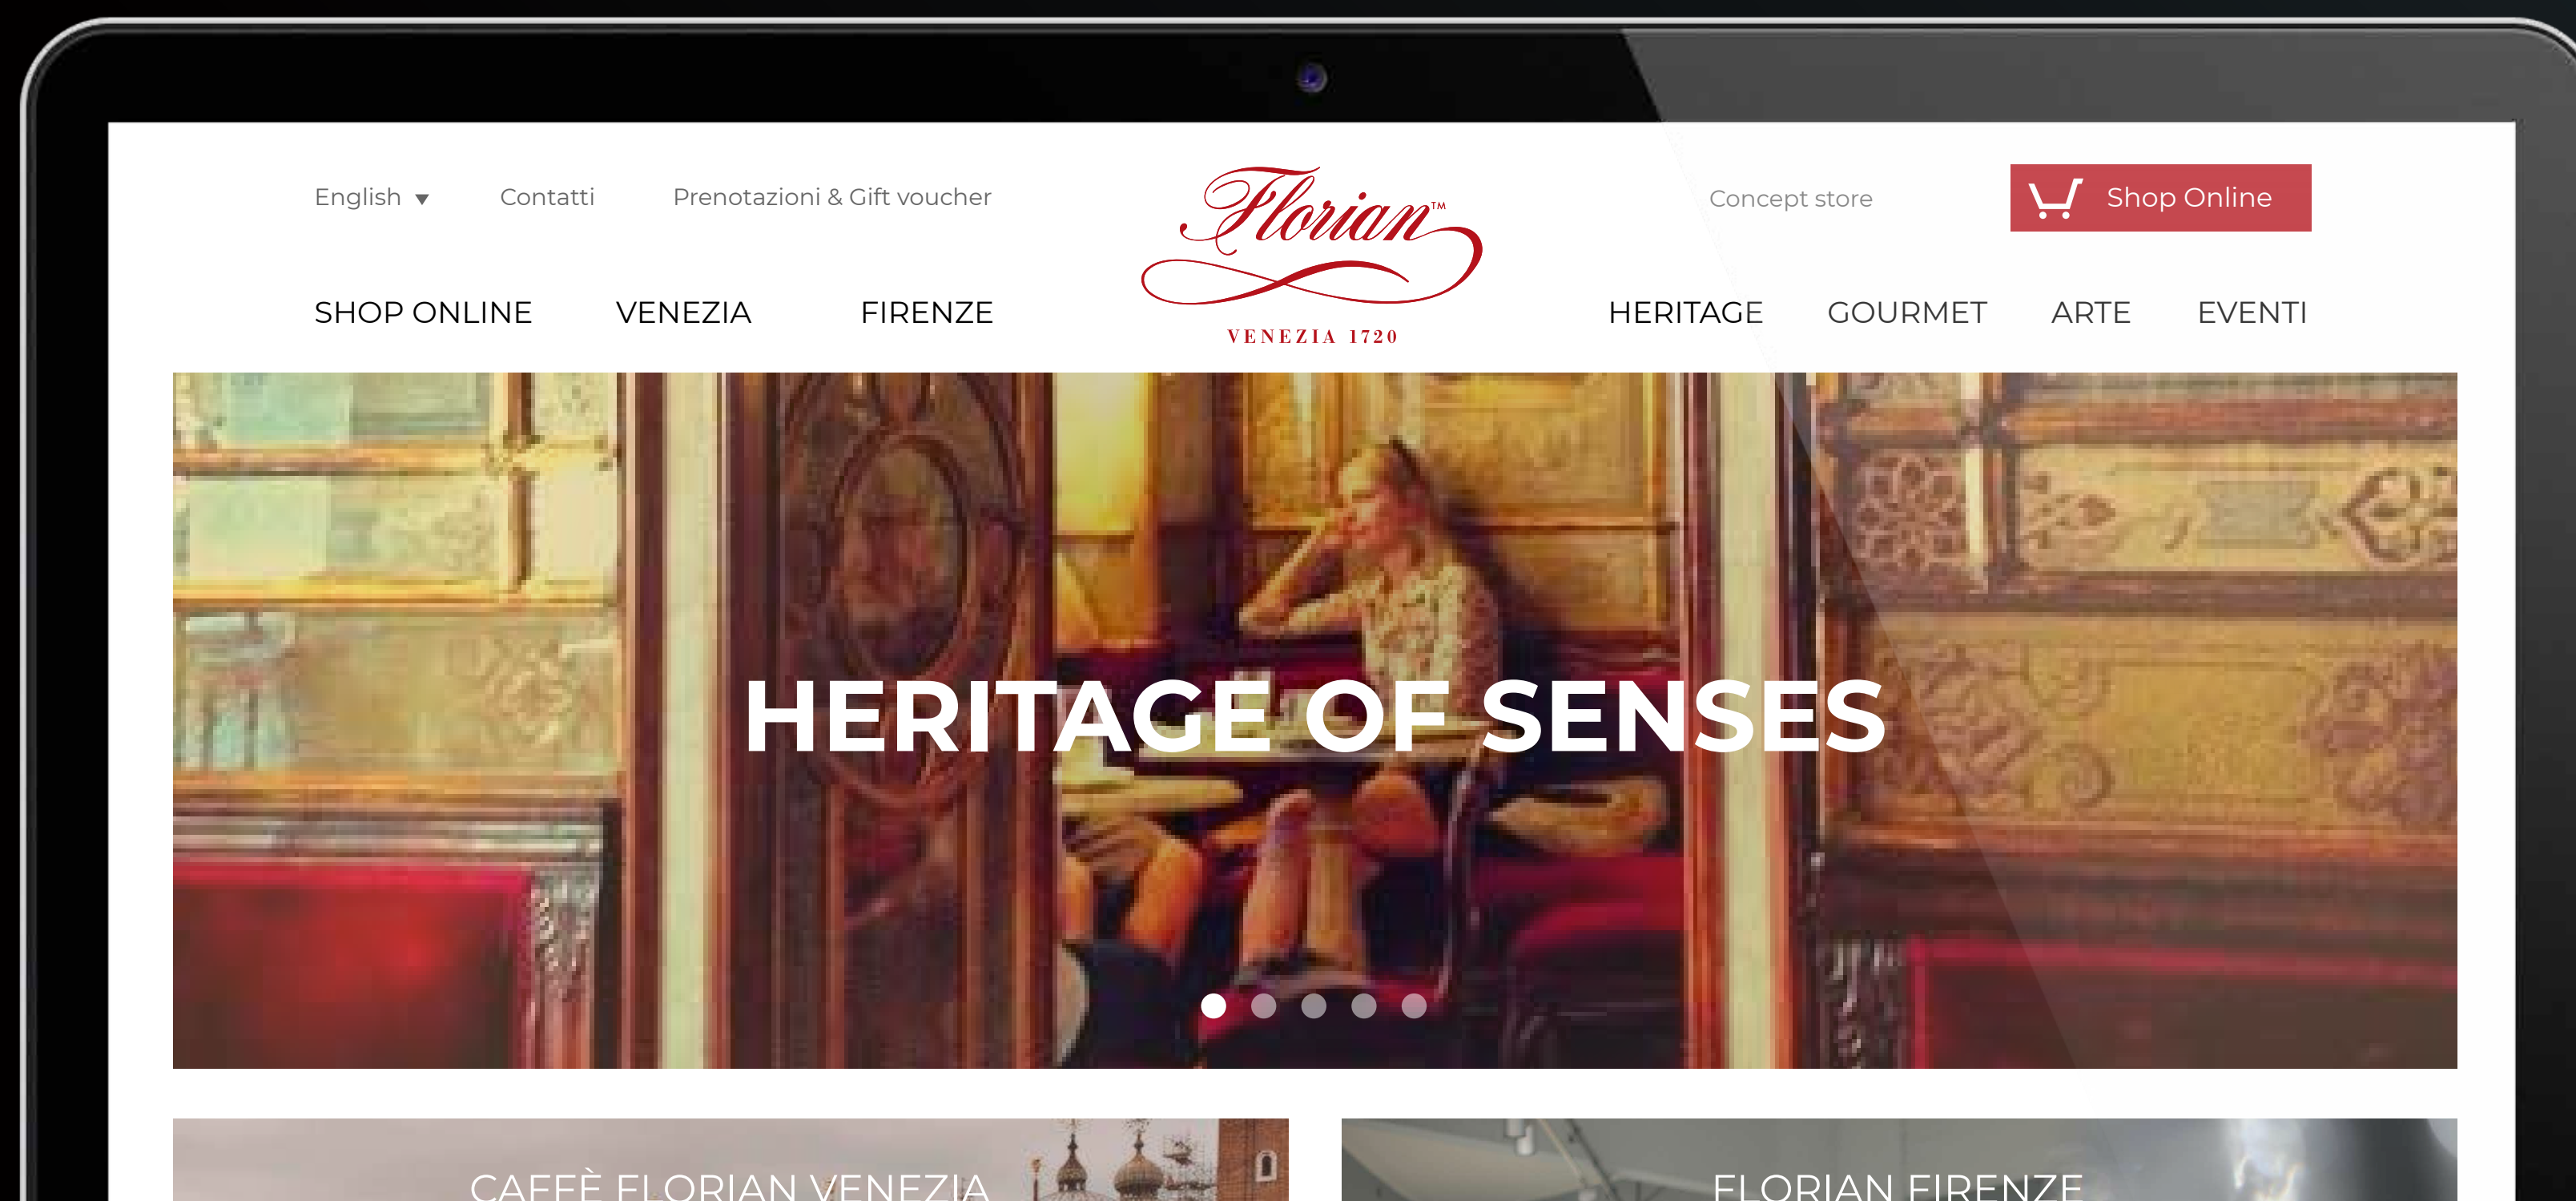 English Contatti Prenotazioni & Gift voucher
Florian™
VENEZIA 1720
Concept store
Shop Online
SHOP ONLINE VENEZIA FIRENZE
HERITAGE GOURMET ARTE EVENTI
HERITAGE OF SENSES
CAFFÈ FLORIAN VENEZIA
FLORIAN FIRENZE